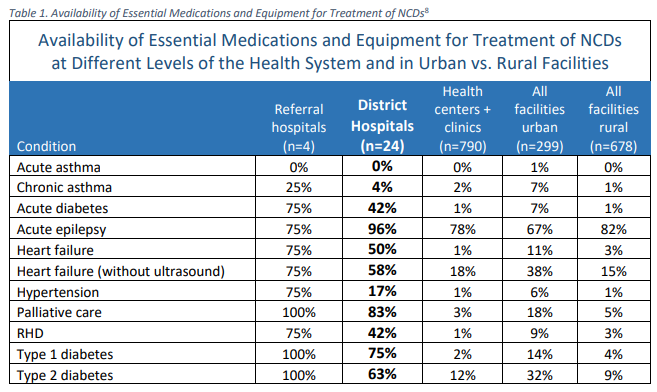 Table 1. Availability of Essential Medications and Equipment for Treatment of NCDs8
Availability of Essential Medications and Equipment for Treatment of NCDs
at Different Levels of the Health System and in Urban vs. Rural Facilities
Condition Referral hospitals (n=4) District Hospitals (n=24) Health centers + clinics (n=790) All facilities urban (n=299) All facilities rural (n=678)
Acute asthma 0% 0% 0% 1% 0%
Chronic asthma 25% 4% 2% 7% 1%
Acute diabetes 75% 42% 1% 7% 1%
Acute epilepsy 75% 96% 78% 67% 82%
Heart failure 75% 50% 1% 11% 3%
Heart failure (without ultrasound) 75% 58% 18% 38% 15%
Hypertension 75% 17% 1% 6% 1%
Palliative care 100% 83% 3% 18% 5%
RHD 75% 42% 1% 9% 3%
Type 1 diabetes 100% 75% 2% 14% 4%
Type 2 diabetes 100% 63% 12% 32% 9%